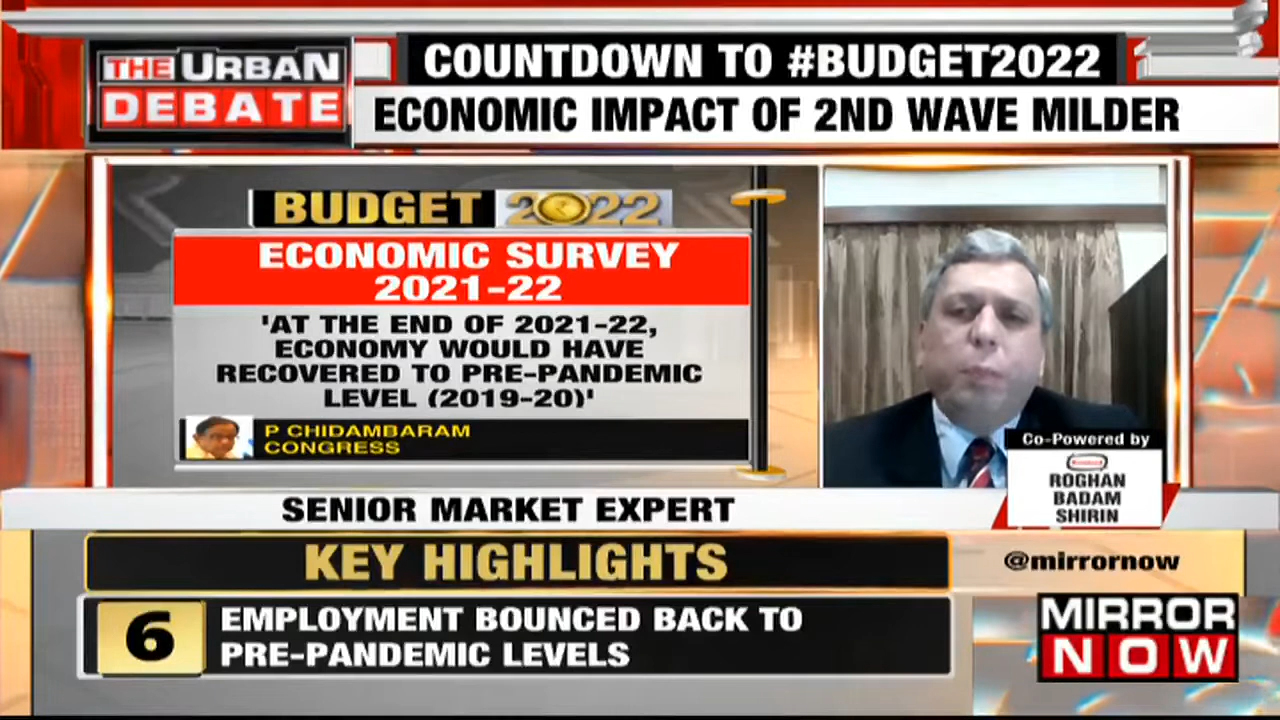 THE URBAN
DEBATE
COUNTDOWN TO #BUDGET2022
ECONOMIC IMPACT OF 2ND WAVE MILDER
BUDGET 2022
ECONOMIC SURVEY
2021-22
'AT THE END OF 2021-22,
ECONOMY WOULD HAVE
RECOVERED TO PRE-PANDEMIC
LEVEL (2019-20)'
P CHIDAMBARAM
CONGRESS
Co-Powered by
ROGHAN
BADAM
SHIRIN
SENIOR MARKET EXPERT
KEY HIGHLIGHTS
@mirrornow
6
EMPLOYMENT BOUNCED BACK TO
PRE-PANDEMIC LEVELS
MIRROR
NOW